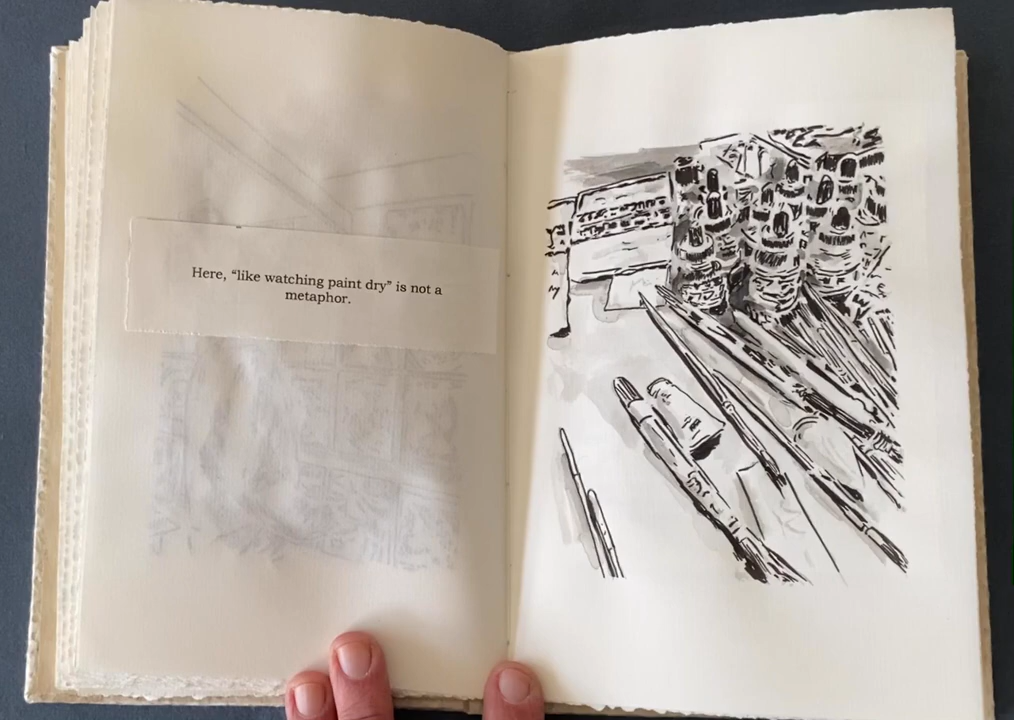 Here, “like watching paint dry” is not a
metaphor.